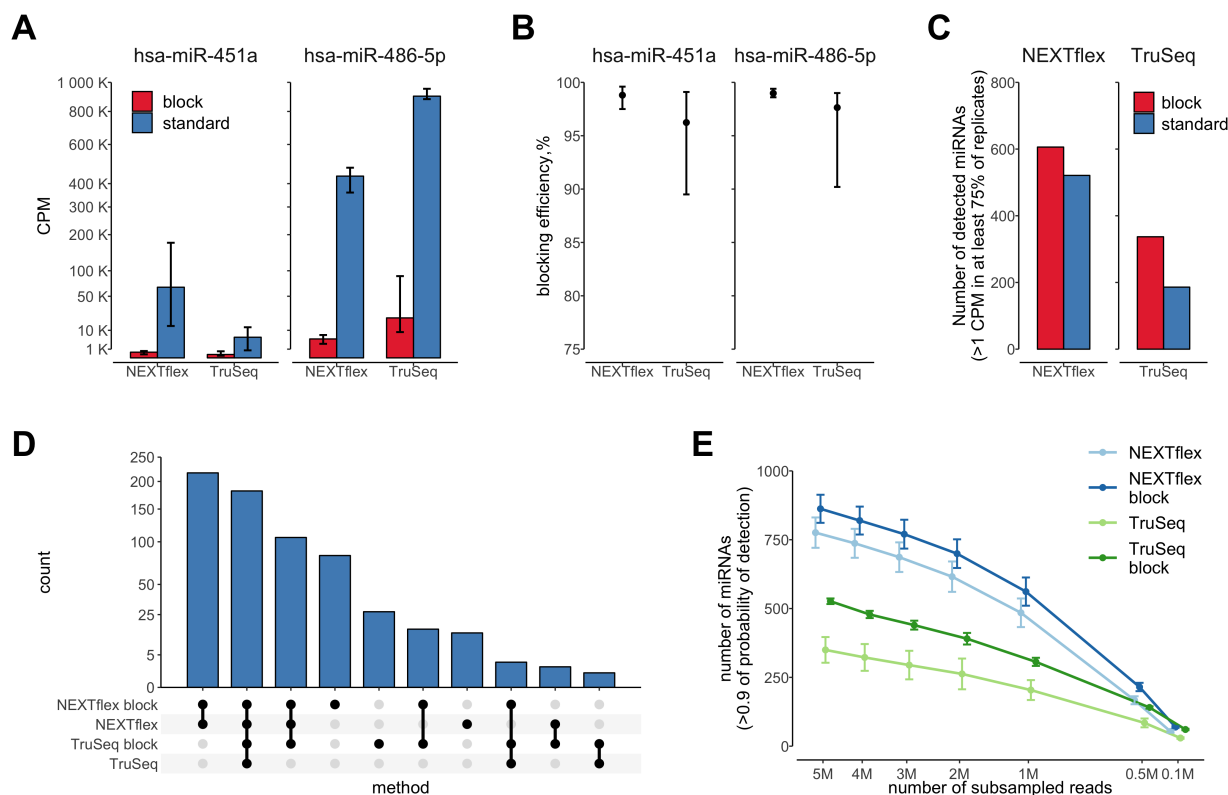 A
hsa-miR-451a
hsa-miR-486-5p
1 000 K
800 K
600 K
400 K
300 K
200 K
100 K
50 K
10 K
1 K
CPM
block
standard
NEXTflex
TruSeq
NEXTflex
TruSeq
B
hsa-miR-451a
hsa-miR-486-5p
100
95
90
85
80
75
blocking efficiency,%
NEXTflex
TruSeq
NEXTflex
TruSeq
C
NEXTflex
TruSeq
800
600
400
200
0
Number of detected miRNAs
(>1 CPM in at least 75% of replicates)
block
standard
NEXTflex
TruSeq
D
250
200
150
100
50
25
5
0
count
NEXTflex block
NEXTflex
TruSeq block
TruSeq
method
E
1000
750
500
250
0
number of miRNAs
(>0.9 of probability of detection)
NEXTflex
NEXTflex
block
TruSeq
TruSeq
block
5M
4M
3M
2M
1M
0.5M
0.1M
number of subsampled reads